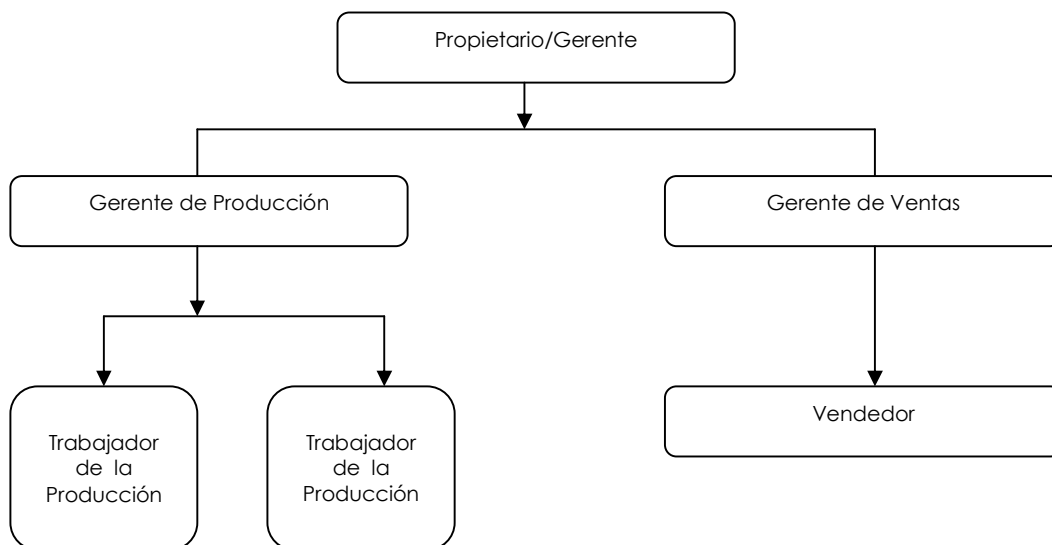 Propietario/Gerente
Gerente de Producción
Gerente de Ventas
Vendedor
Trabajador
de la
Producción
Trabajador
de la
Producción